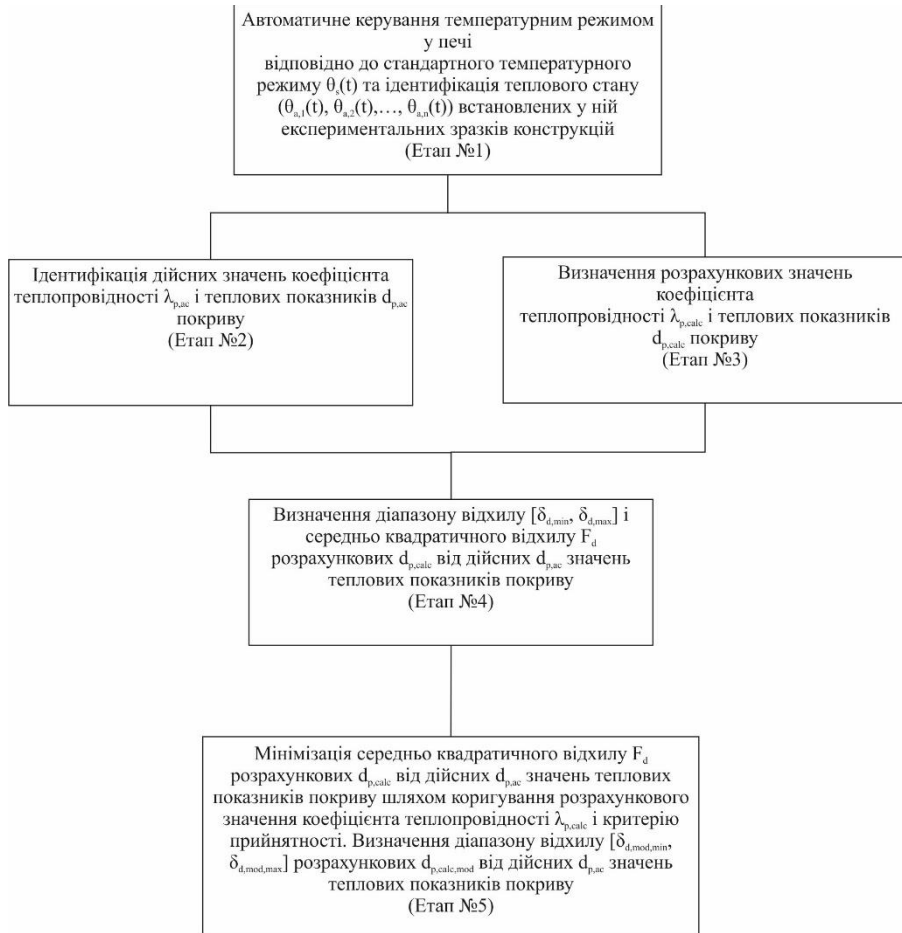 Автоматичне керування температурним режимом
у печі
відповідно до стандартного температурного
режиму θs(t) та ідентифікація теплового стану
(θa,1(t), θa,2(t),…, θa,n(t)) встановлених у ній
експериментальних зразків конструкцій
(Етап №1)
Ідентифікація дійсних значень коефіцієнта
теплопровідності λp,ac і теплових показників dp,ac
покриву
(Етап №2)
Визначення розрахункових значень
коефіцієнта
теплопровідності λp,calc і теплових показників
dp,calc покриву
(Етап №3)
Визначення діапазону відхилу [δd,min, δd,max] і
середньо квадратичного відхилу Fd
розрахункових dp,calc від дійсних dp,ac значень
теплових показників покриву
(Етап №4)
Мінімізація середньо квадратичного відхилу Fd
розрахункових dp,calc від дійсних dp,ac значень теплових
показників покриву шляхом коригування розрахункового
значення коефіцієнта теплопровідності λp,calc і критерію
прийнятності. Визначення діапазону відхилу [δd,mod,min,
δd,mod,max] розрахункових dp,calc,mod від дійсних dp,ac значень
теплових показників покриву
(Етап №5)